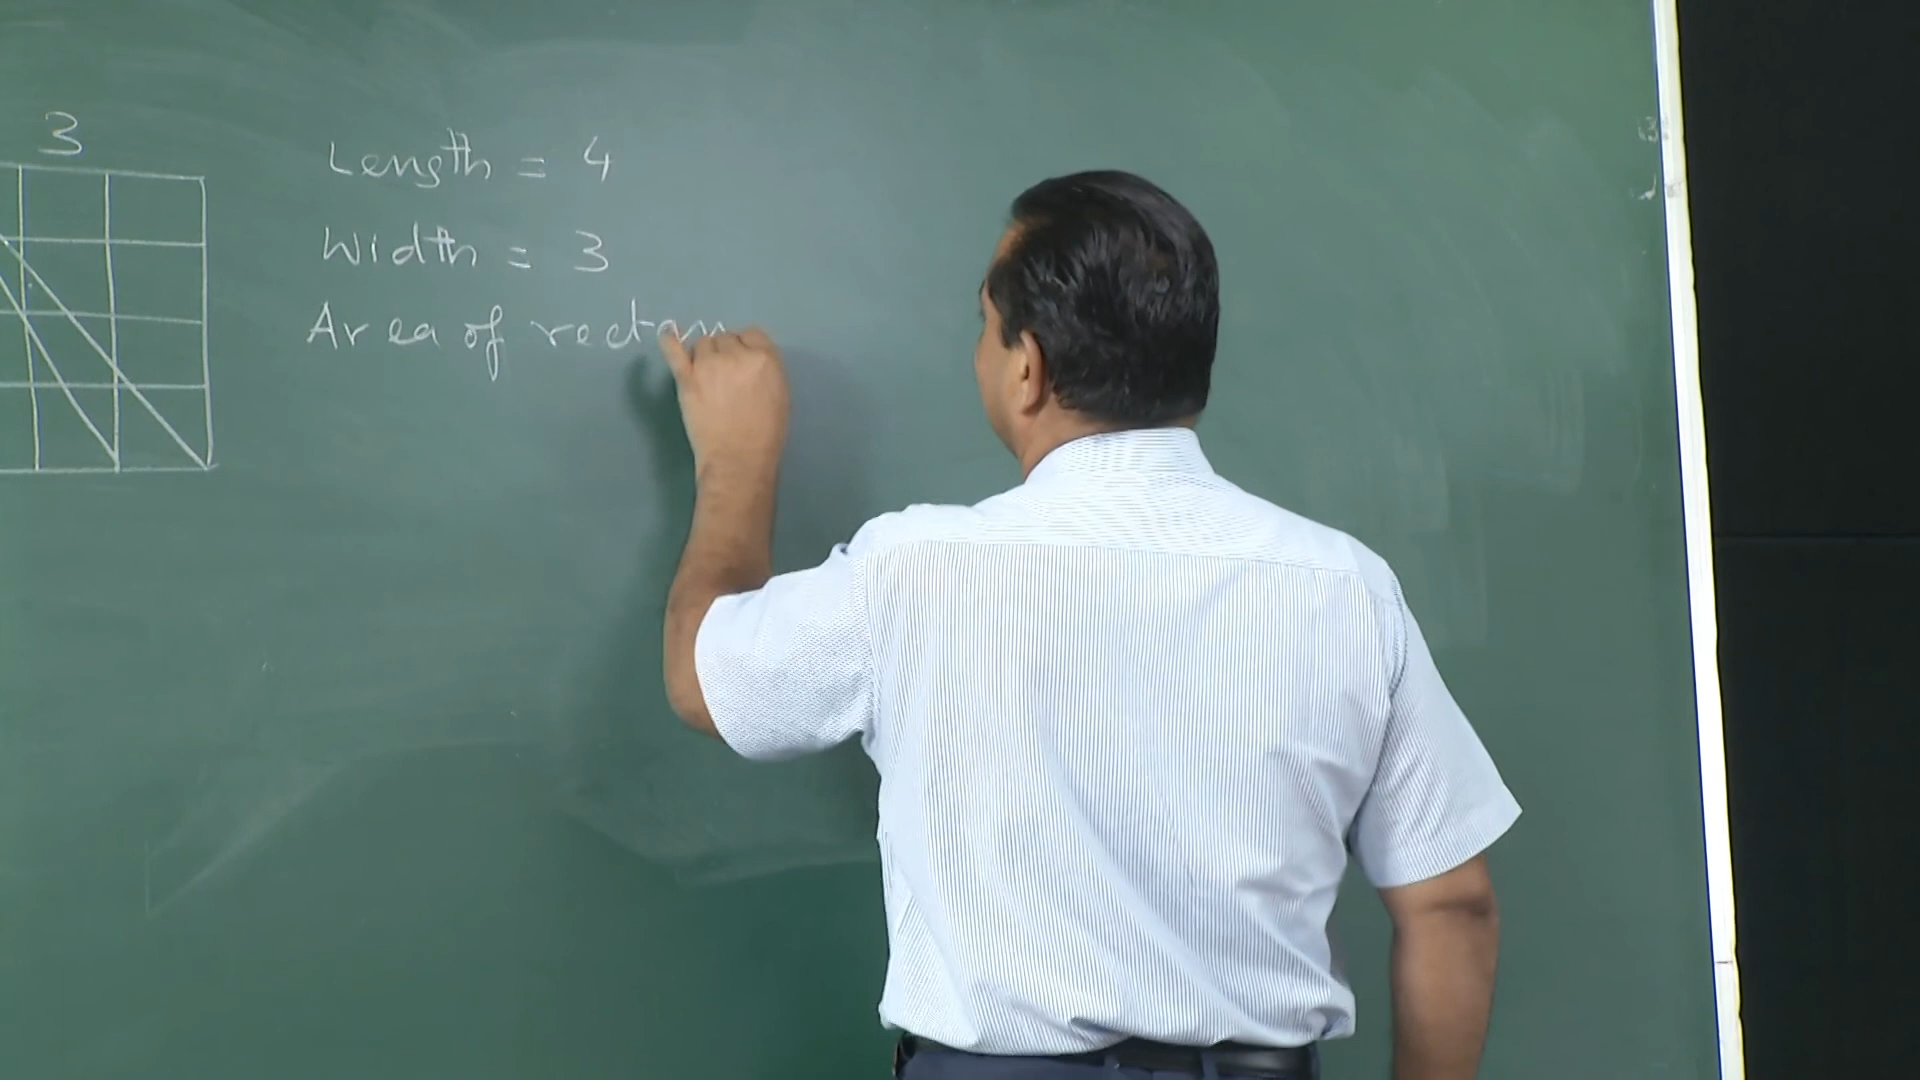 3
Length = 4
Width = 3
Area of rectan